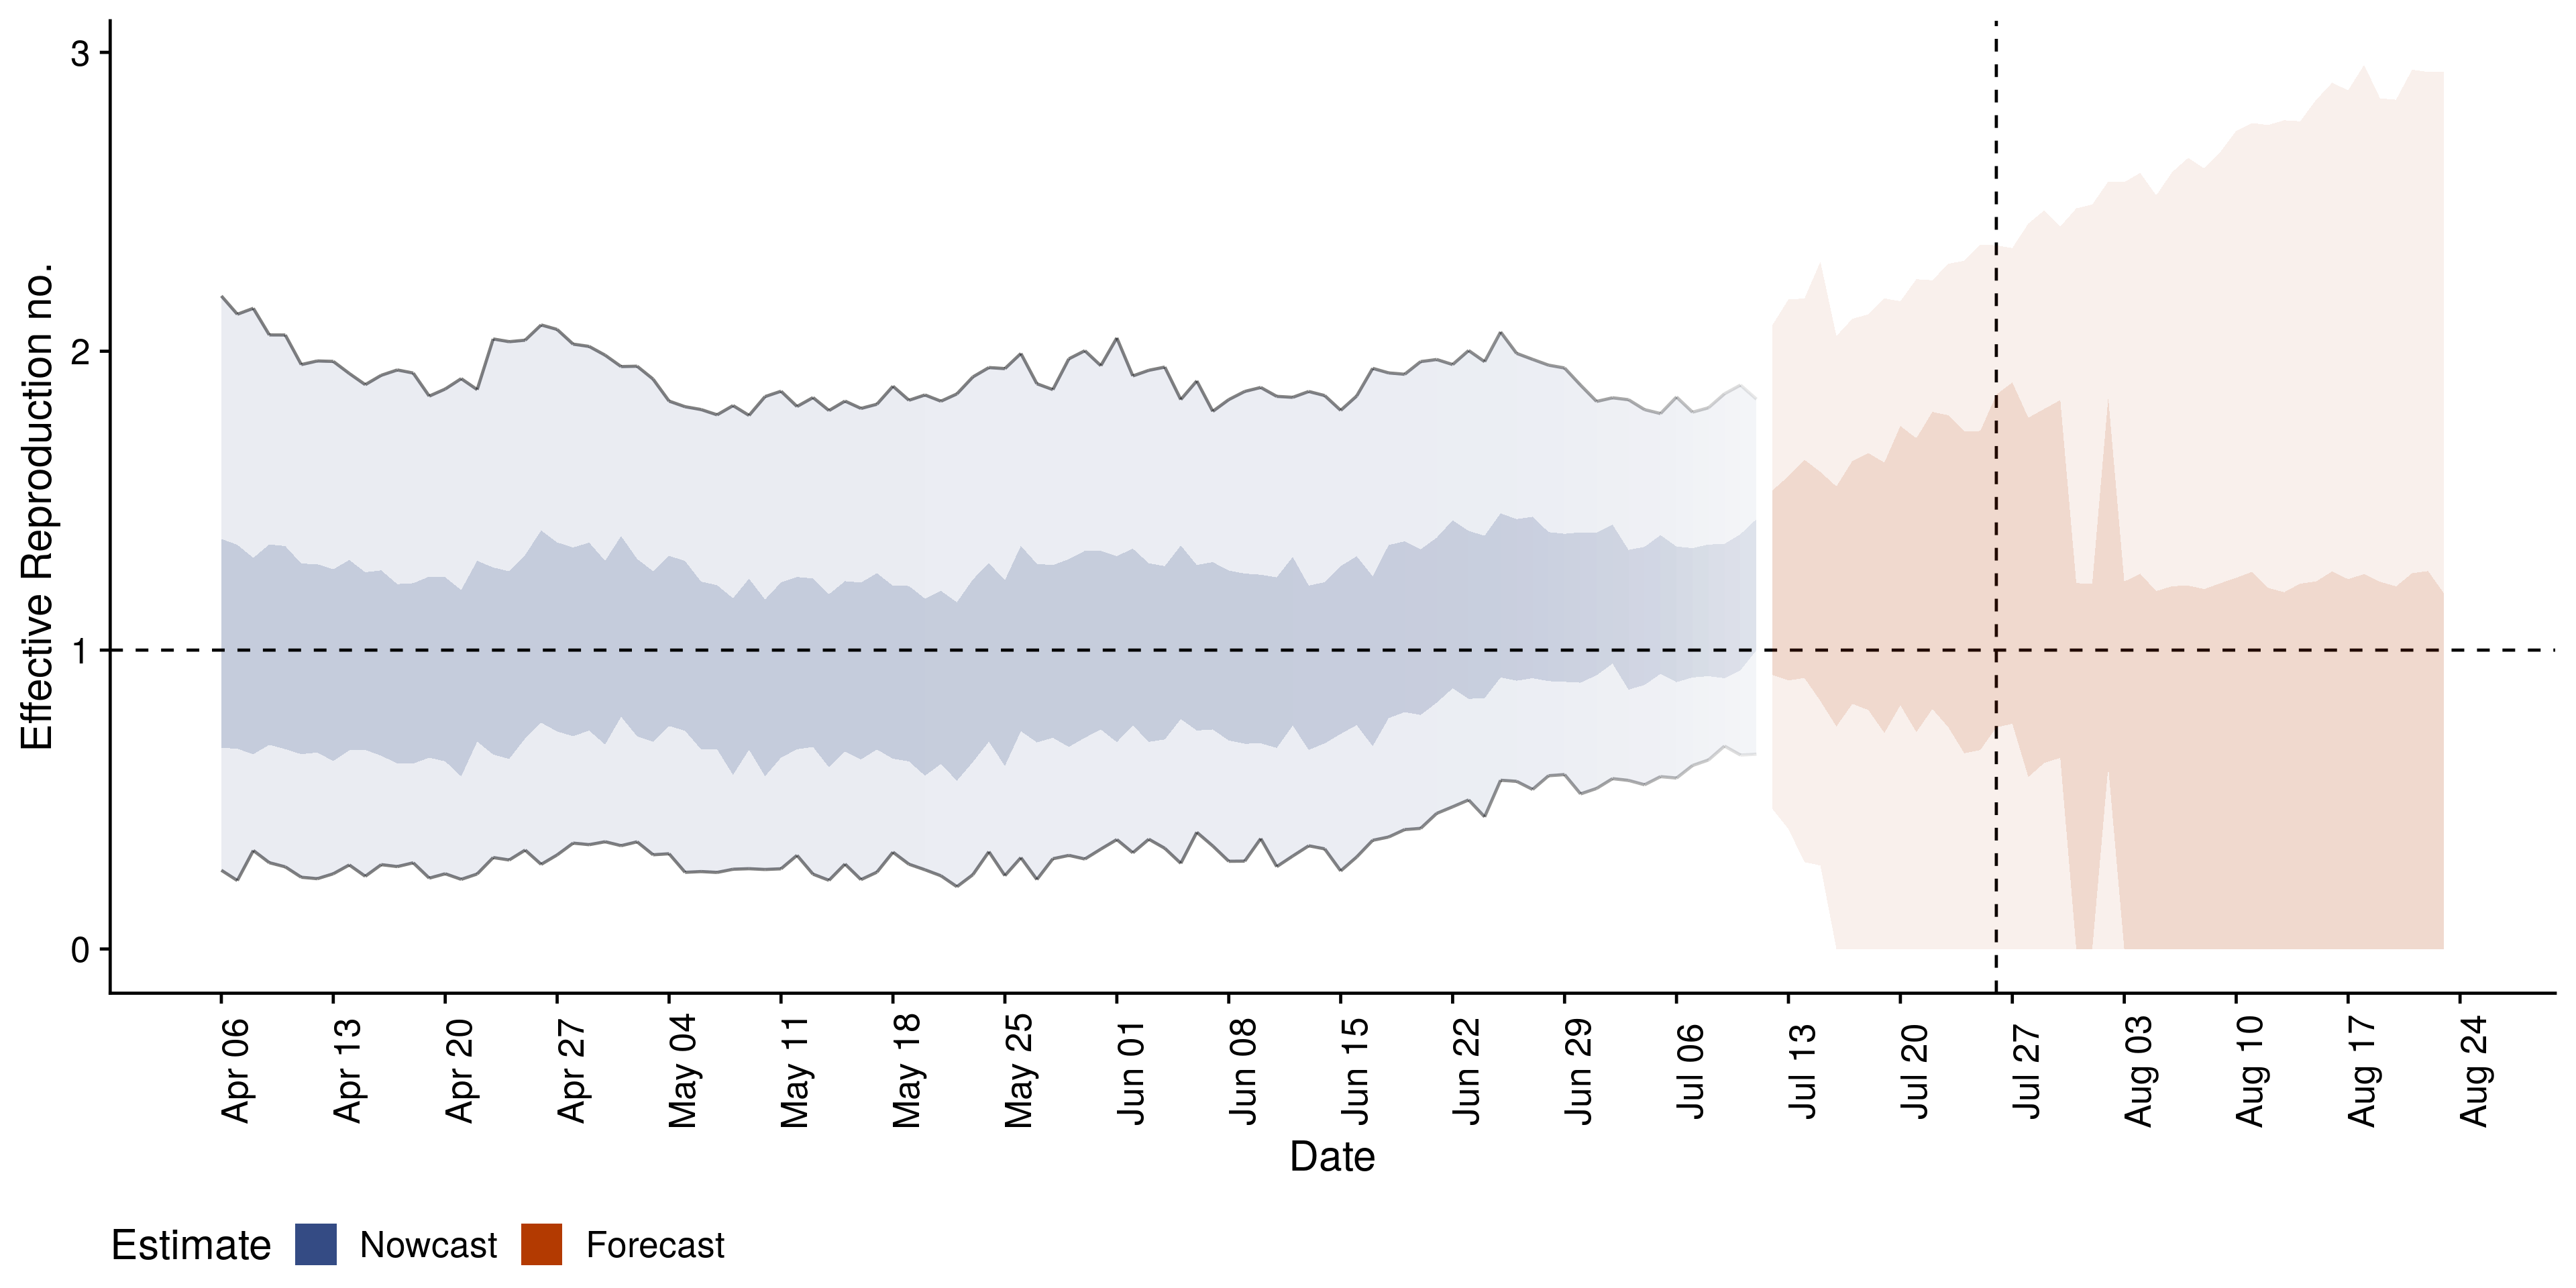 Effective Reproduction no.
3
2
1
0
Apr 06
Apr 13
Apr 20
Apr 27
May 04
May 11
May 18
May 25
Jun 01
Jun 08
Jun 15
Jun 22
Jun 29
Jul 06
Jul 13
Jul 20
Jul 27
Aug 03
Aug 10
Aug 17
Aug 24
Date
Estimate Nowcast Forecast